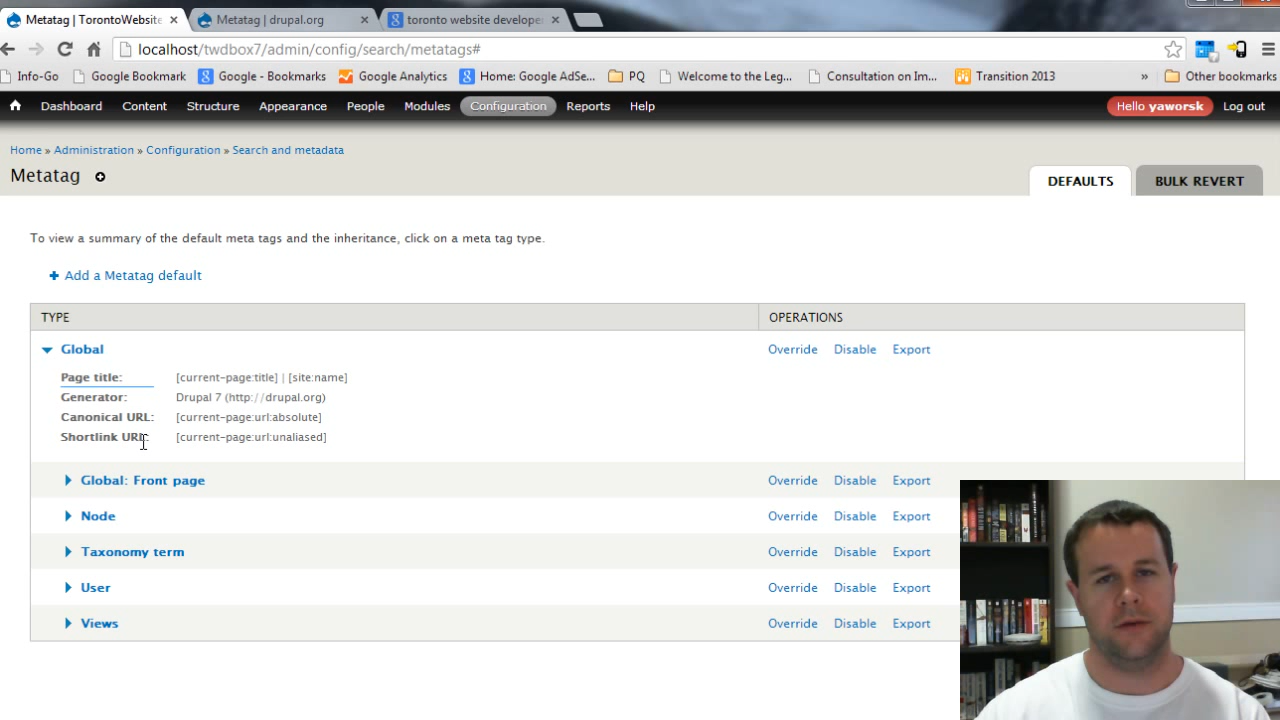 Metatag | TorontoWebsite
Metatag | drupal.org
toronto website develope
localhost/twdbox7/admin/config/search/metatags#
Info-Go Google Bookmark Google - Bookmarks Google Analytics Home: Google AdSe... PQ Welcome to the Leg... Consultation on Im... Transition 2013 » Other bookmarks
Dashboard Content Structure Appearance People Modules Configuration Reports Help Hello yaworsk Log out
Home » Administration » Configuration » Search and metadata
Metatag
DEFAULTS BULK REVERT
To view a summary of the default meta tags and the inheritance, click on a meta tag type.
Add a Metatag default
TYPE OPERATIONS
Global Override Disable Export
Page title: [current-page:title] | [site:name]
Generator: Drupal 7 (http://drupal.org)
Canonical URL: [current-page:url:absolute]
Shortlink URL: [current-page:url:unaliased]
Global: Front page Override Disable Export
Node Override Disable Export
Taxonomy term Override Disable Export
User Override Disable Export
Views Override Disable Export